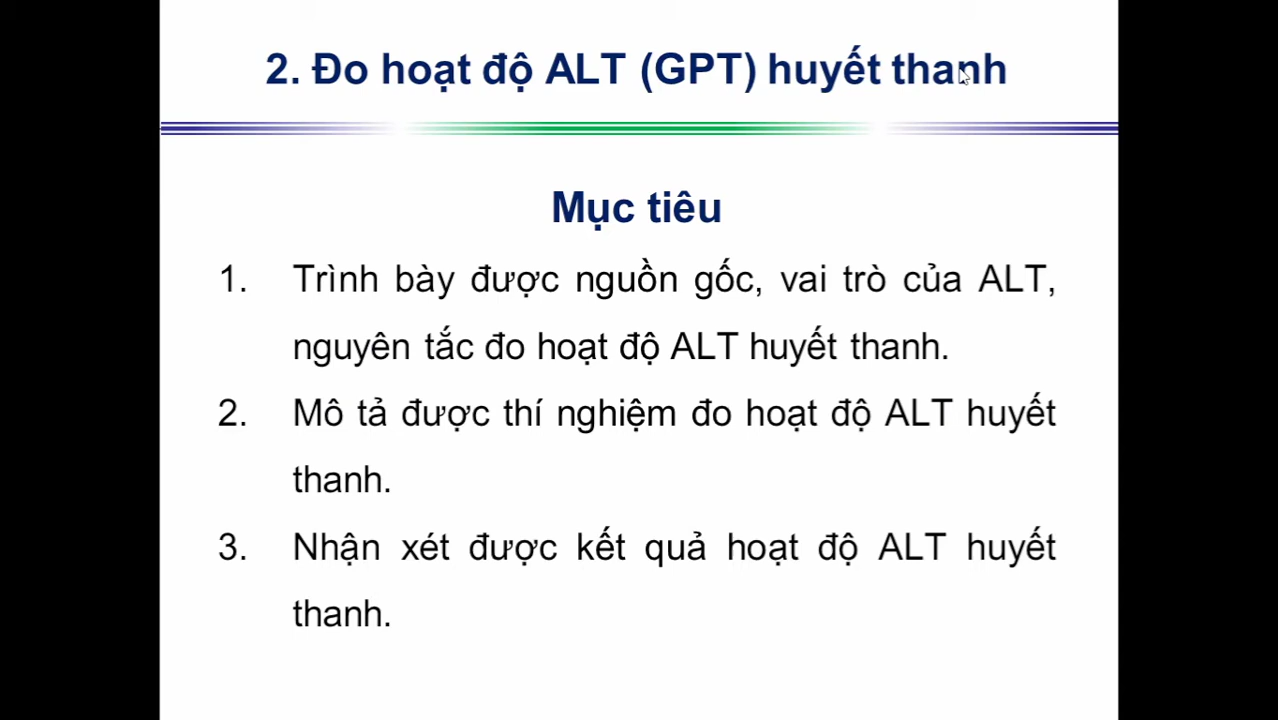 2. Đo hoạt độ ALT (GPT) huyết thanh
Mục tiêu
1. Trình bày được nguồn gốc, vai trò của ALT,
nguyên tắc đo hoạt độ ALT huyết thanh.
2. Mô tả được thí nghiệm đo hoạt độ ALT huyết
thanh.
3. Nhận xét được kết quả hoạt độ ALT huyết
thanh.